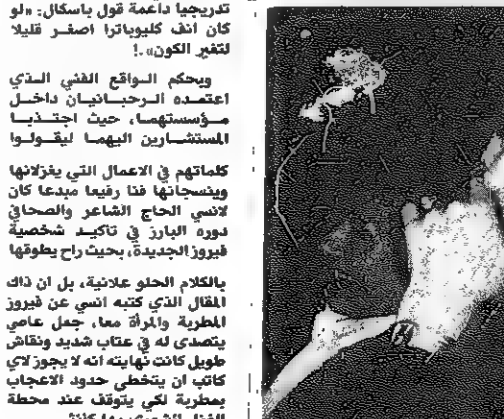 تدريجيا داعمة قول باسكال: «لو
كان انف كليوباترا اصغر قليلا
لتغير الكون».!
وبحكم الواقع الفني الذي
اعتمده الرحبانيان داخل
مؤسستهما، حيث اجتذبا
المستشارين اليهما ليقولوا
كلماتهم في الاعمال التي يغزلانها
وينسجانها فنا رفيعا مبدعا كان
لانسي الحاج الشاعر والصحافي
دوره البارز في تاكيد شخصية
فيروز الجديدة، بحيث راح يطوقها
بالكلام الحلو علانية، بل ان ذاك
المقال الذي كتبه انسي عن فيروز
المطربة والمرأة معا، جعل عاصي
يتصدى له في عتاب شديد ونقاش
طويل كانت نهايته انه لا يجوز لاي
كاتب ان يتخطى حدود الاعجاب
بمطربة لكي يتوقف عند محطة